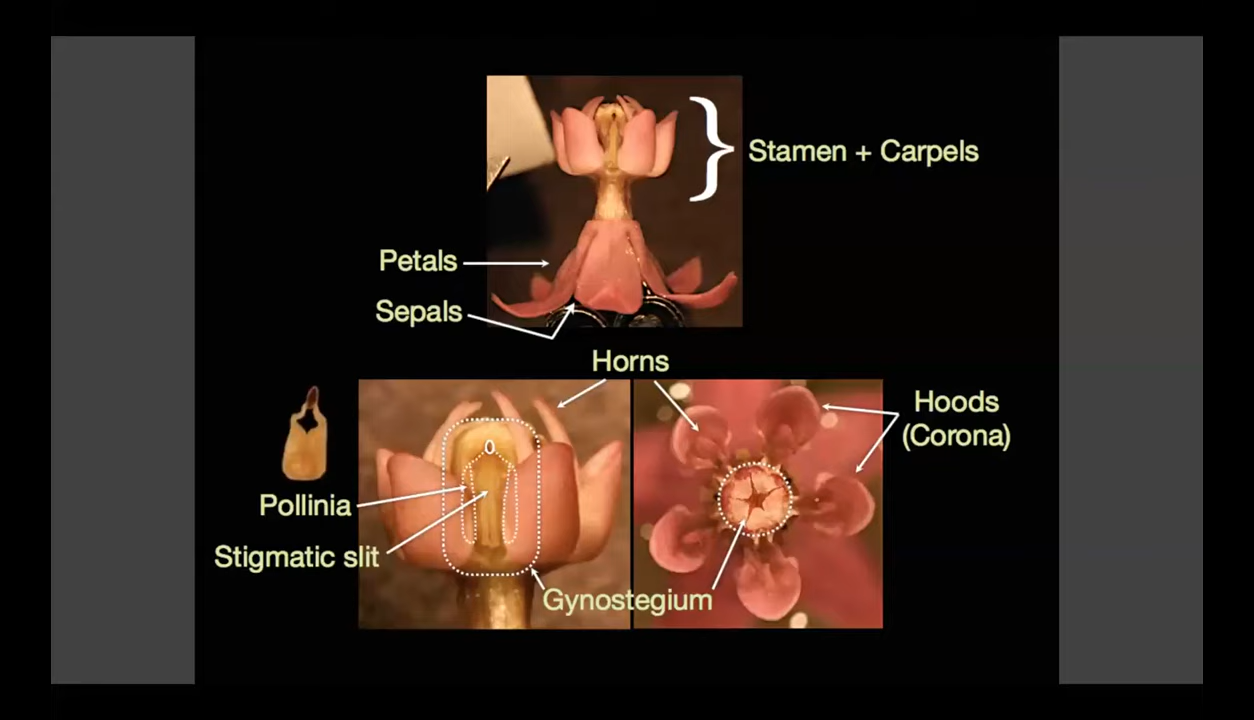 Stamen + Carpels
Petals
Sepals
Horns
Hoods
(Corona)
Pollinia
Stigmatic slit
Gynostegium